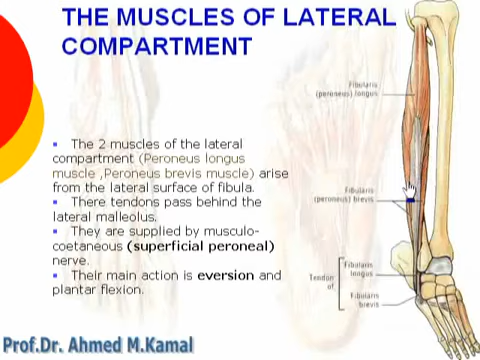 THE MUSCLES OF LATERAL
COMPARTMENT
Fibularis
(peroneus) longus
▪ The 2 muscles of the lateral
compartment (Peroneus longus
muscle ,Peroneus brevis muscle) arise
from the lateral surface of fibula.
▪ There tendons pass behind the
lateral malleolus.
▪ They are supplied by musculo-
coetaneous (superficial peroneal)
nerve.
▪ Their main action is eversion and
plantar flexion.
Fibularis
(peroneus) brevis
Tendon
of
Fibularis
longus
Fibularis
brevis
Prof.Dr. Ahmed M.Kamal